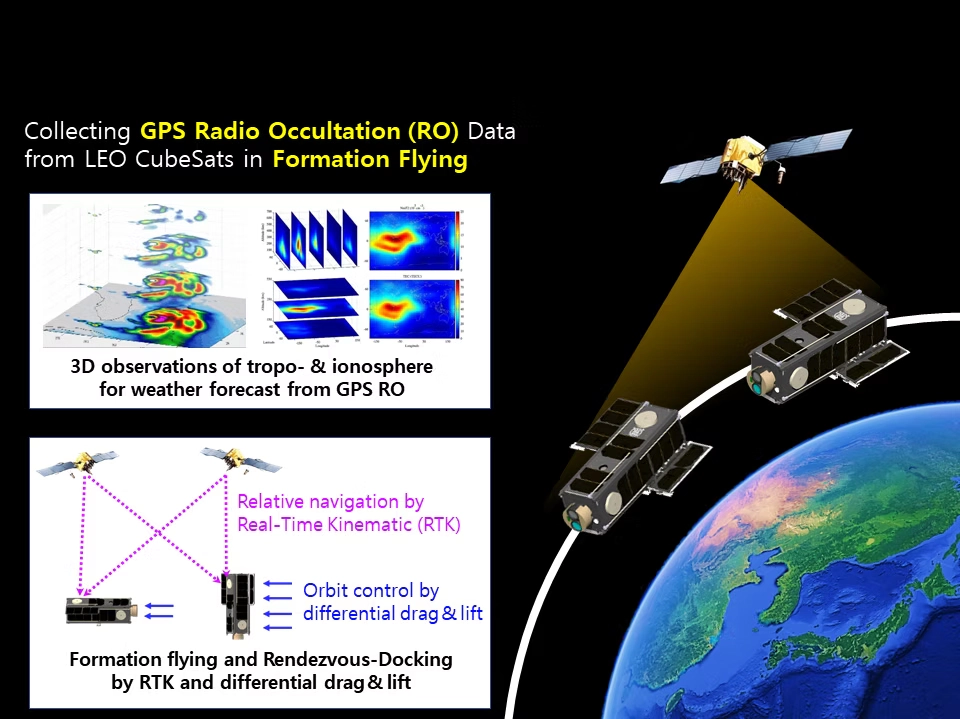 Collecting GPS Radio Occultation (RO) Data
from LEO CubeSats in Formation Flying
3D observations of tropo- & ionosphere
for weather forecast from GPS RO
Relative navigation by
Real-Time Kinematic (RTK)
Orbit control by
differential drag & lift
Formation flying and Rendezvous-Docking
by RTK and differential drag & lift